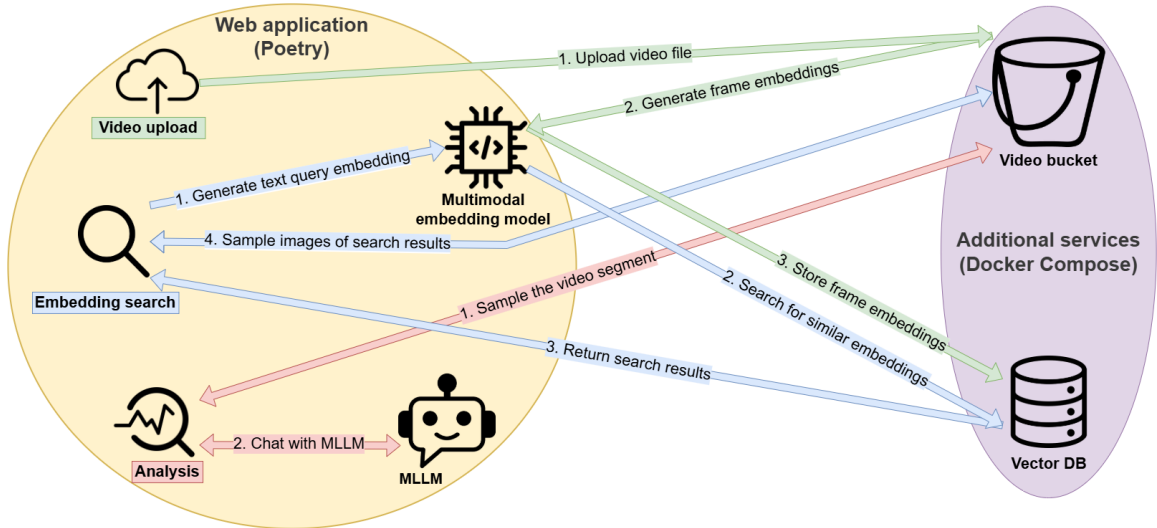 Web application
(Poetry)
1. Upload video file
2. Generate frame embeddings
Video upload
Video bucket
1. Generate text query embedding
Multimodal
embedding model
4. Sample images of search results
Additional services
(Docker Compose)
Embedding search
1. Sample the video segment
3. Store frame embeddings
2. Search for similar embeddings
3. Return search results
2. Chat with MLLM
Analysis
MLLM
Vector DB